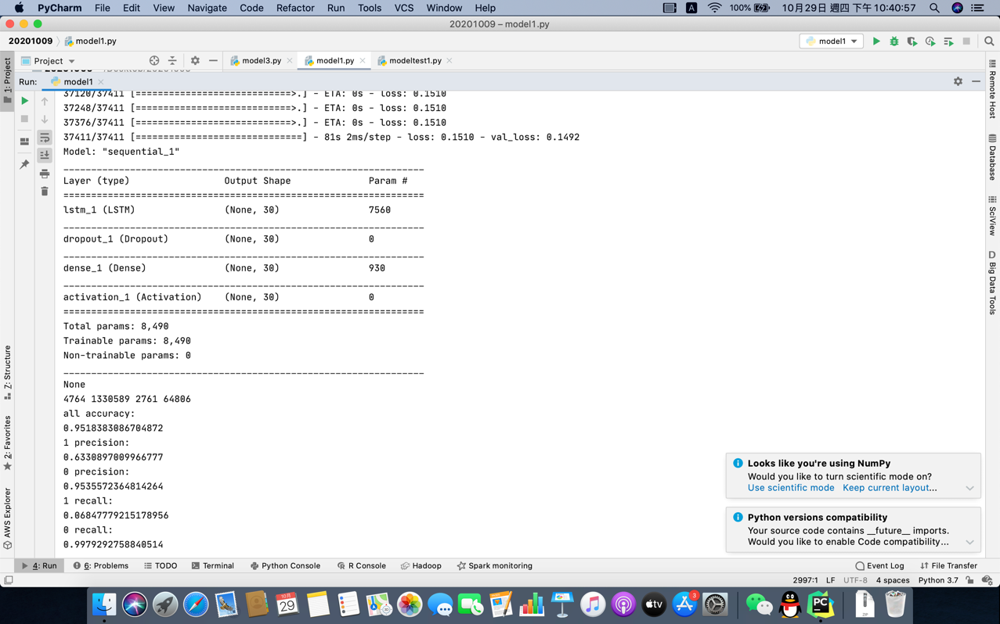 PyCharm File Edit View Navigate Code Refactor Run Tools VCS Window Help A 100% 10月29日 週四 下午 10:40:57
20201009 – model1.py
20201009 model1.py model1
Project model3.py model1.py modeltest1.py
Run: model1
37120/37411 [=============================>.] - ETA: 0s - loss: 0.1510
37248/37411 [=============================>.] - ETA: 0s - loss: 0.1510
37376/37411 [=============================>.] - ETA: 0s - loss: 0.1510
37411/37411 [==============================] - 81s 2ms/step - loss: 0.1510 - val_loss: 0.1492
Model: "sequential_1"
_________________________________________________________________
Layer (type) Output Shape Param #
=================================================================
lstm_1 (LSTM) (None, 30) 7560
_________________________________________________________________
dropout_1 (Dropout) (None, 30) 0
_________________________________________________________________
dense_1 (Dense) (None, 30) 930
_________________________________________________________________
activation_1 (Activation) (None, 30) 0
=================================================================
Total params: 8,490
Trainable params: 8,490
Non-trainable params: 0
_________________________________________________________________
None
4764 1330589 2761 64806
all accuracy:
0.9518383086704872
1 precision:
0.6330897009966777
0 precision:
0.9535572364814264
1 recall:
0.06847779215178956
0 recall:
0.9979292758840514
1: Project
Z: Structure
2: Favorites
AWS Explorer
Remote Host
Database
SciView
D Big Data Tools
Looks like you're using NumPy
Would you like to turn scientific mode on?
Use scientific mode Keep current layout...
Python versions compatibility
Your source code contains __future__ imports.
Would you like to enable Code compatibility...
4: Run 6: Problems TODO Terminal Python Console R Console Hadoop Spark monitoring Event Log File Transfer
2997:1 LF UTF-8 4 spaces Python 3.7
10月
29
tv
3
PC
ZIP